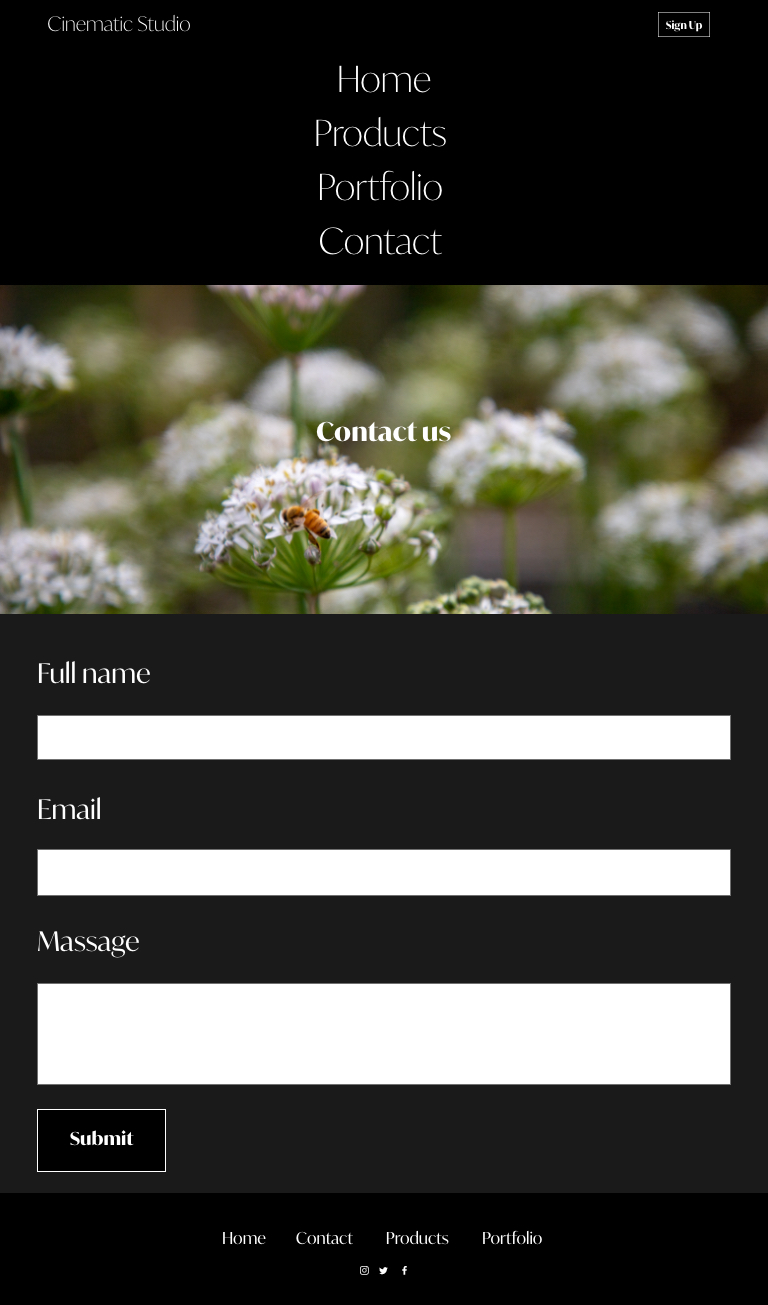 Cinematic Studio
Sign Up
Home
Products
Portfolio
Contact
Contact us
Full name
Email
Massage
Submit
Home Contact Products Portfolio